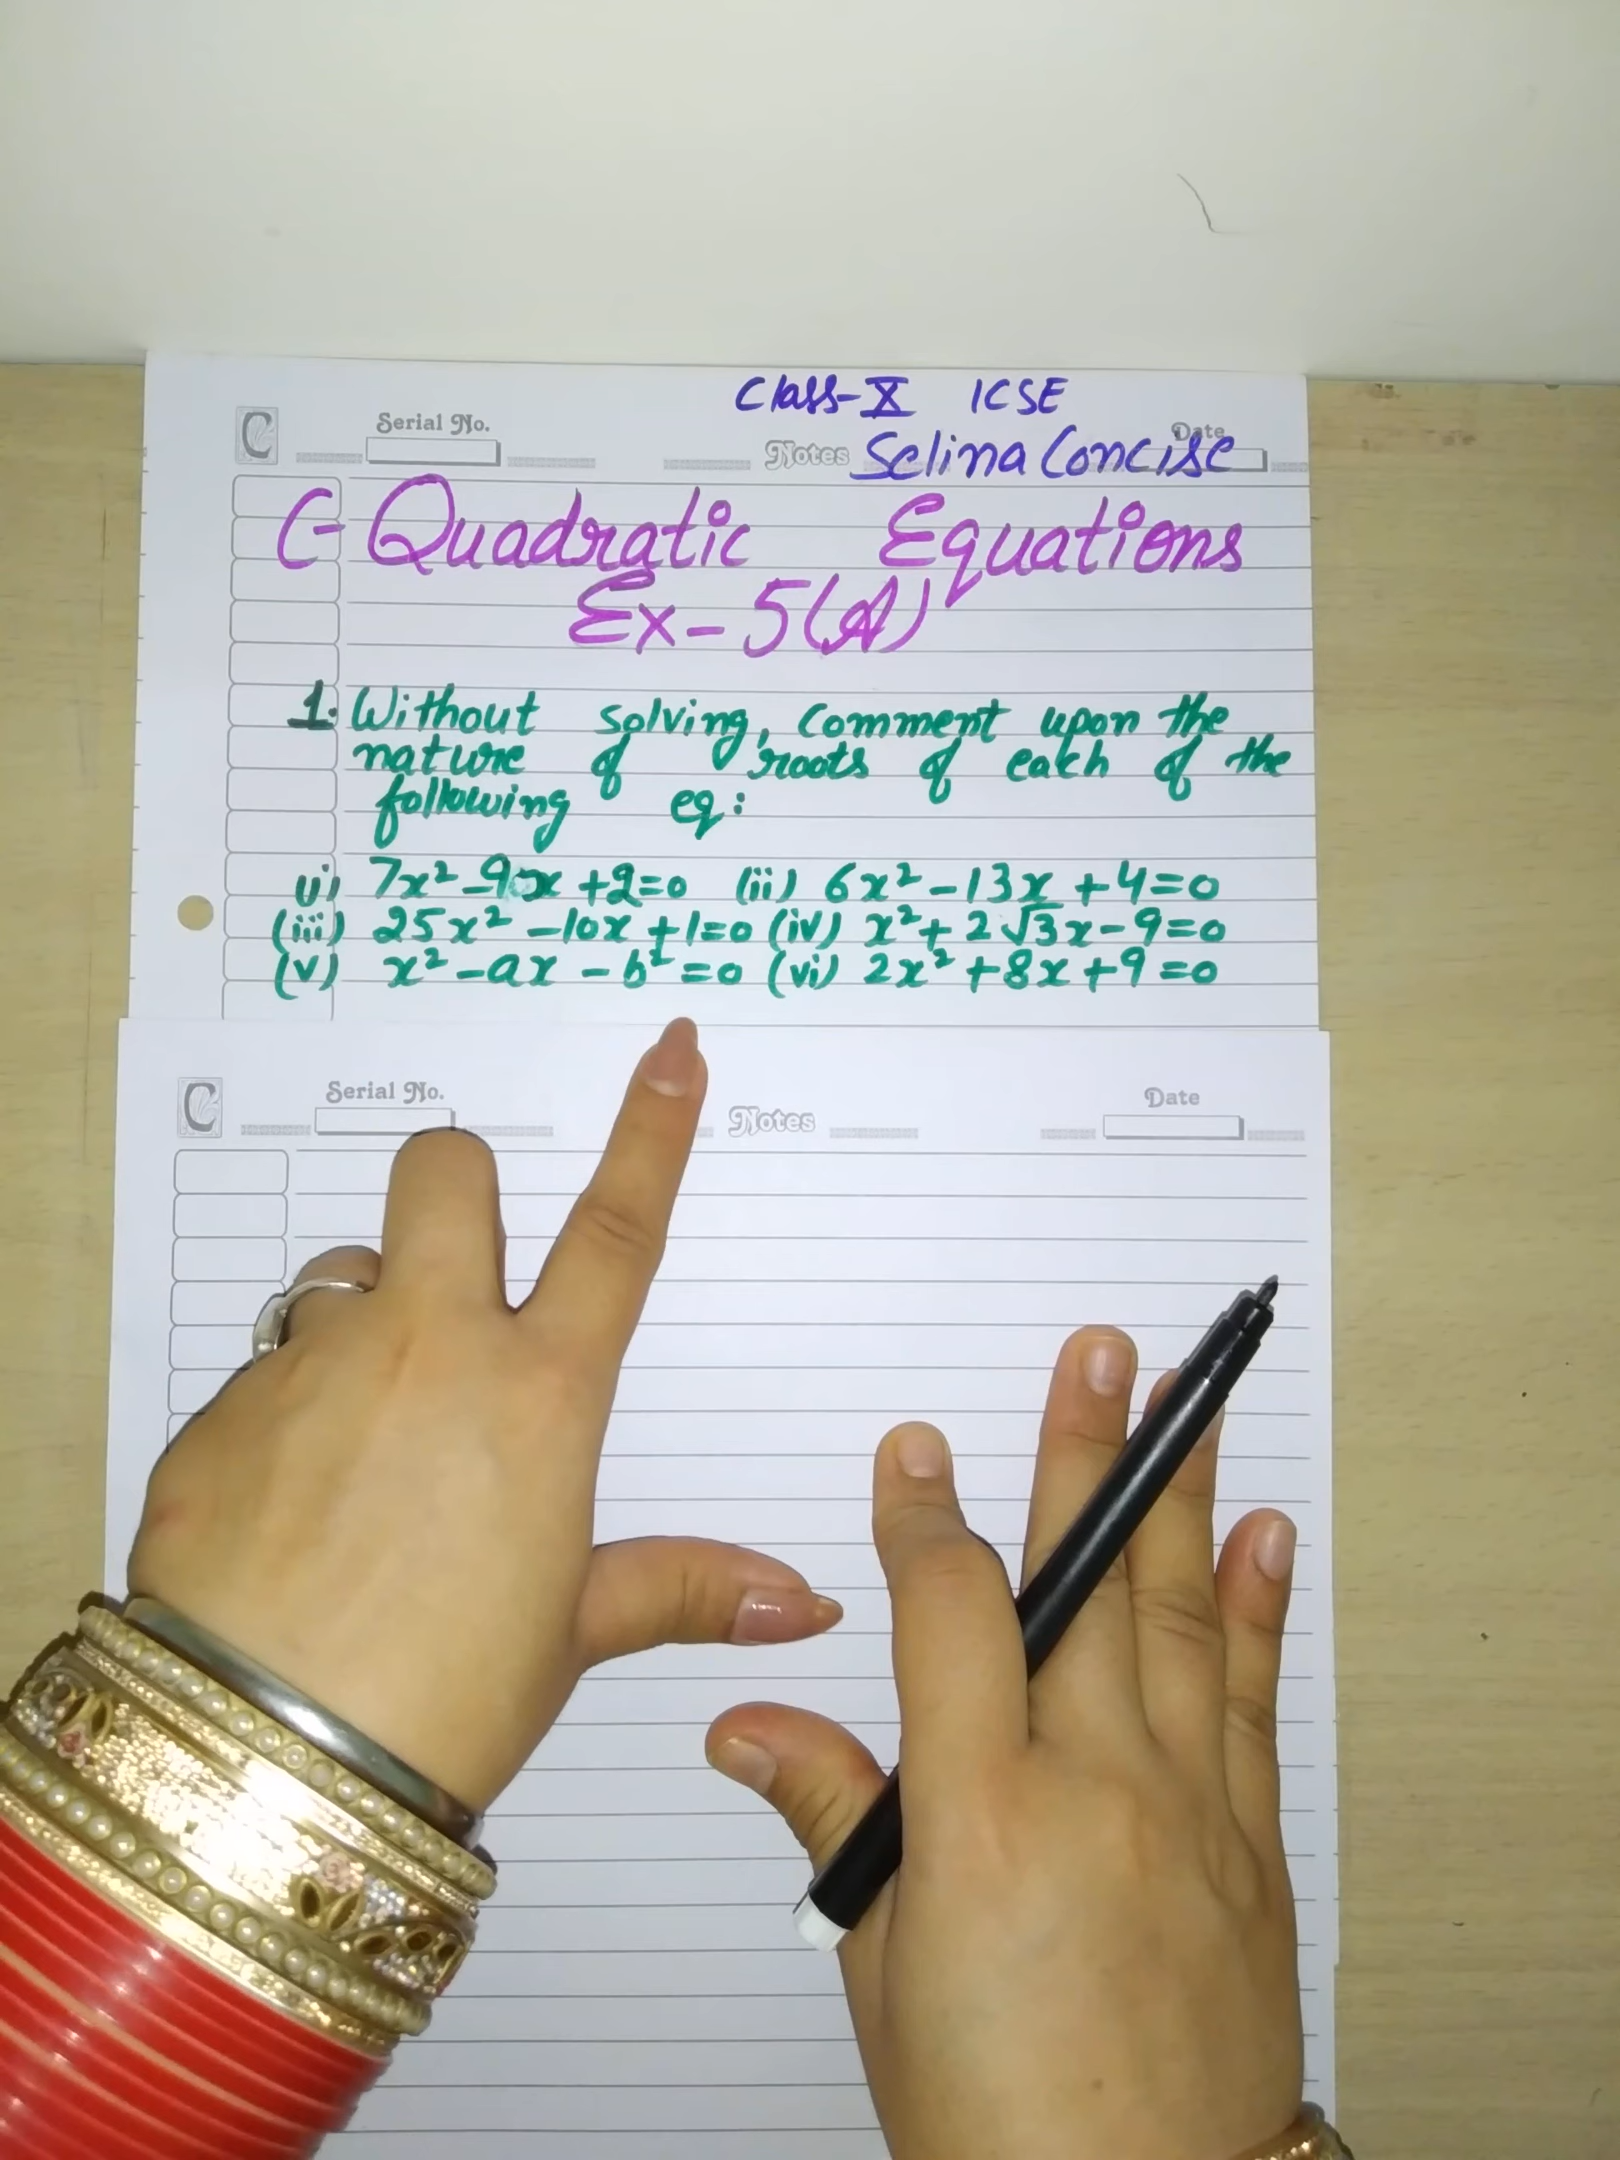 Class-X ICSE
Serial No.
Date
Notes
Selina Concise
C- Quadratic Equations
Ex-5(A)
1. Without solving, comment upon the
nature of roots of each of the
following eq:
(i) 7x² -9x +2=0 (ii) 6x² -13x +4=0
(iii) 25x² -10x +1=0 (iv) x²+ 2√3x-9=0
(v) x² -ax -b² =0 (vi) 2x² +8x+9=0
Serial No.
Notes
Date